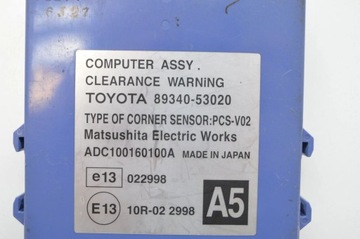 COMPUTER ASSY.
CLEARANCE WARNING
TOYOTA 89340-53020
TYPE OF CORNER SENSOR:PCS-V02
Matsushita Electric Works
ADC100160100A MADE IN JAPAN
e13 022998
E13 10R-02 2998
A5